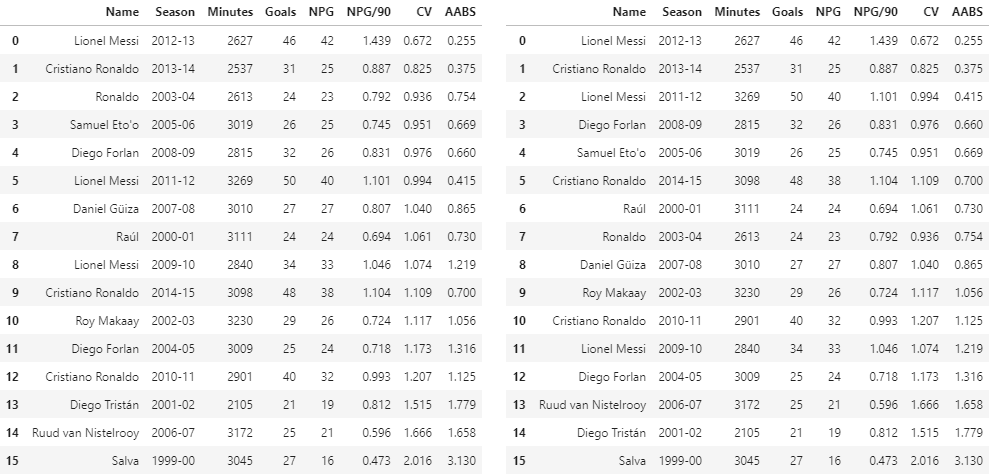 Name Season Minutes Goals NPG NPG/90 CV AABS
0 Lionel Messi 2012-13 2627 46 42 1.439 0.672 0.255
1 Cristiano Ronaldo 2013-14 2537 31 25 0.887 0.825 0.375
2 Ronaldo 2003-04 2613 24 23 0.792 0.936 0.754
3 Samuel Eto'o 2005-06 3019 26 25 0.745 0.951 0.669
4 Diego Forlan 2008-09 2815 32 26 0.831 0.976 0.660
5 Lionel Messi 2011-12 3269 50 40 1.101 0.994 0.415
6 Daniel Güiza 2007-08 3010 27 27 0.807 1.040 0.865
7 Raúl 2000-01 3111 24 24 0.694 1.061 0.730
8 Lionel Messi 2009-10 2840 34 33 1.046 1.074 1.219
9 Cristiano Ronaldo 2014-15 3098 48 38 1.104 1.109 0.700
10 Roy Makaay 2002-03 3230 29 26 0.724 1.117 1.056
11 Diego Forlan 2004-05 3009 25 24 0.718 1.173 1.316
12 Cristiano Ronaldo 2010-11 2901 40 32 0.993 1.207 1.125
13 Diego Tristán 2001-02 2105 21 19 0.812 1.515 1.779
14 Ruud van Nistelrooy 2006-07 3172 25 21 0.596 1.666 1.658
15 Salva 1999-00 3045 27 16 0.473 2.016 3.130
Name Season Minutes Goals NPG NPG/90 CV AABS
0 Lionel Messi 2012-13 2627 46 42 1.439 0.672 0.255
1 Cristiano Ronaldo 2013-14 2537 31 25 0.887 0.825 0.375
2 Lionel Messi 2011-12 3269 50 40 1.101 0.994 0.415
3 Diego Forlan 2008-09 2815 32 26 0.831 0.976 0.660
4 Samuel Eto'o 2005-06 3019 26 25 0.745 0.951 0.669
5 Cristiano Ronaldo 2014-15 3098 48 38 1.104 1.109 0.700
6 Raúl 2000-01 3111 24 24 0.694 1.061 0.730
7 Ronaldo 2003-04 2613 24 23 0.792 0.936 0.754
8 Daniel Güiza 2007-08 3010 27 27 0.807 1.040 0.865
9 Roy Makaay 2002-03 3230 29 26 0.724 1.117 1.056
10 Cristiano Ronaldo 2010-11 2901 40 32 0.993 1.207 1.125
11 Lionel Messi 2009-10 2840 34 33 1.046 1.074 1.219
12 Diego Forlan 2004-05 3009 25 24 0.718 1.173 1.316
13 Ruud van Nistelrooy 2006-07 3172 25 21 0.596 1.666 1.658
14 Diego Tristán 2001-02 2105 21 19 0.812 1.515 1.779
15 Salva 1999-00 3045 27 16 0.473 2.016 3.130